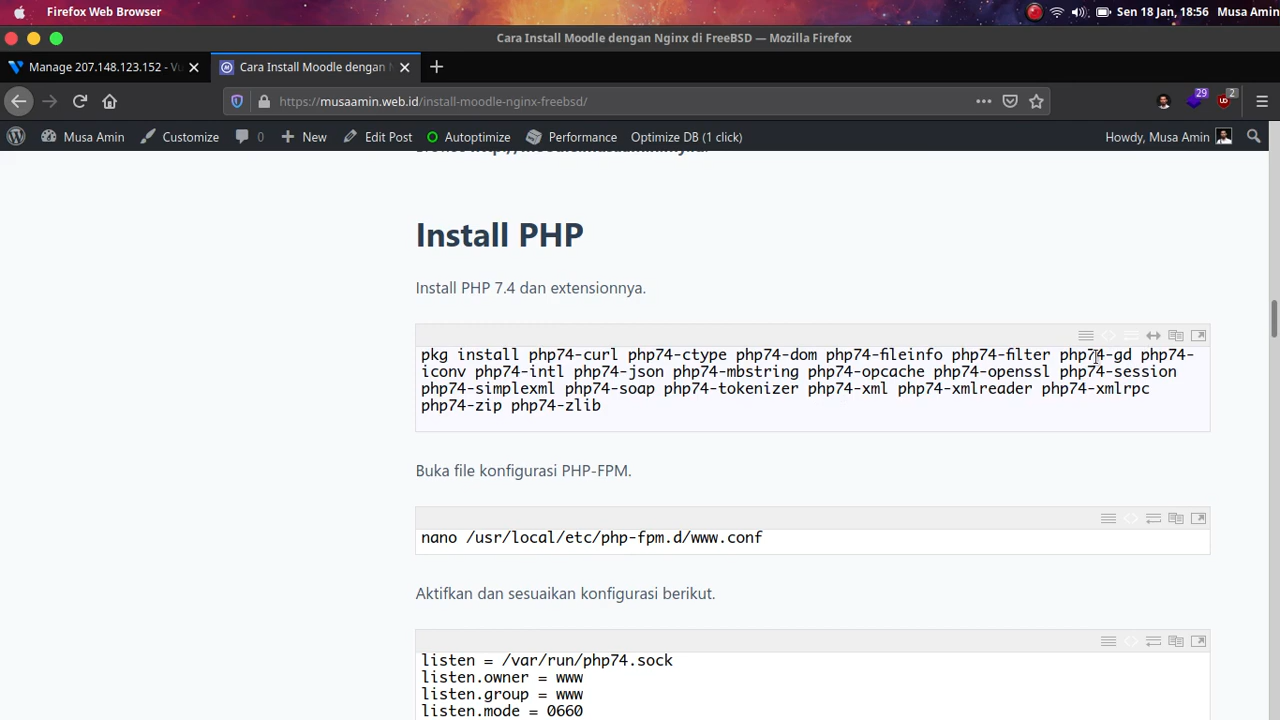 Firefox Web Browser
Sen 18 Jan, 18:56
Musa Amin
Cara Install Moodle dengan Nginx di FreeBSD — Mozilla Firefox
Manage 207.148.123.152 - Vu
Cara Install Moodle dengan N
https://musaamin.web.id/install-moodle-nginx-freebsd/
29
2
Musa Amin
Customize
0
New
Edit Post
Autoptimize
Performance
Optimize DB (1 click)
Howdy, Musa Amin
Install PHP
Install PHP 7.4 dan extensionnya.
pkg install php74-curl php74-ctype php74-dom php74-fileinfo php74-filter php74-gd php74-
iconv php74-intl php74-json php74-mbstring php74-opcache php74-openssl php74-session
php74-simplexml php74-soap php74-tokenizer php74-xml php74-xmlreader php74-xmlrpc
php74-zip php74-zlib
Buka file konfigurasi PHP-FPM.
nano /usr/local/etc/php-fpm.d/www.conf
Aktifkan dan sesuaikan konfigurasi berikut.
listen = /var/run/php74.sock
listen.owner = www
listen.group = www
listen.mode = 0660